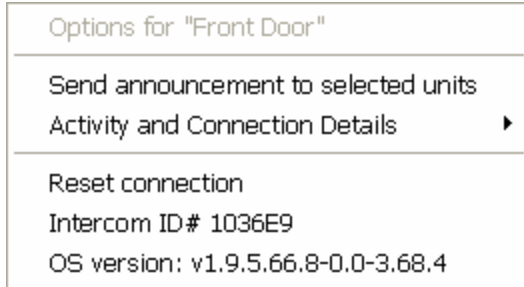 Options for "Front Door"
Send announcement to selected units
Activity and Connection Details
Reset connection
Intercom ID# 1036E9
OS version: v1.9.5.66.8-0.0-3.68.4